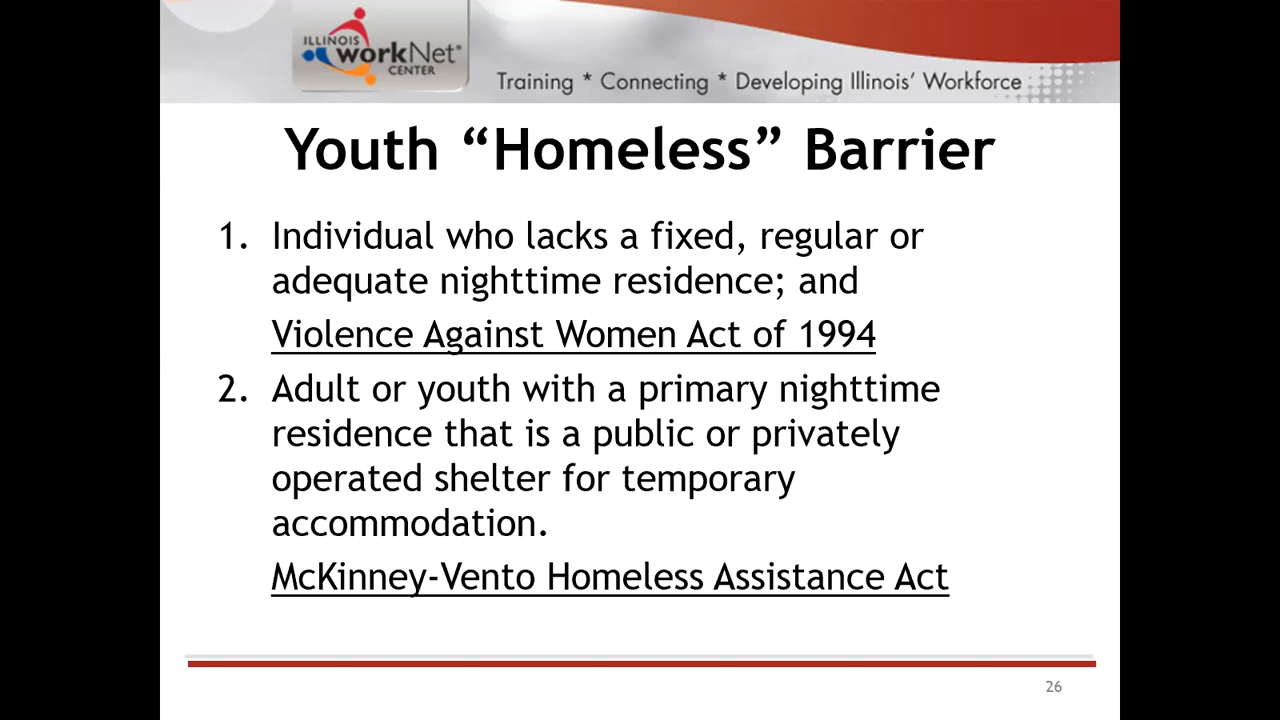 ILLINOIS
workNet®
CENTER
Training * Connecting * Developing Illinois’ Workforce
Youth “Homeless” Barrier
1. Individual who lacks a fixed, regular or
adequate nighttime residence; and
Violence Against Women Act of 1994
2. Adult or youth with a primary nighttime
residence that is a public or privately
operated shelter for temporary
accommodation.
McKinney-Vento Homeless Assistance Act
26